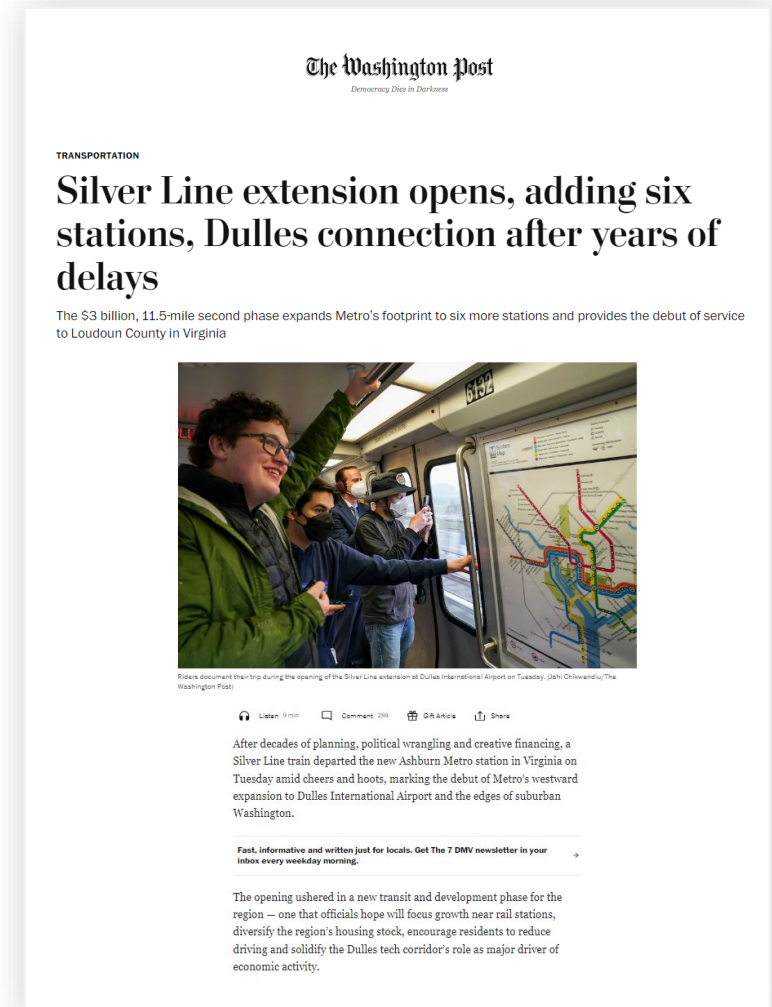 The Washington Post
Democracy Dies in Darkness
TRANSPORTATION
Silver Line extension opens, adding six
stations, Dulles connection after years of
delays
The $3 billion, 11.5-mile second phase expands Metro's footprint to six more stations and provides the debut of service
to Loudoun County in Virginia
6132
Riders document their trip during the opening of the Silver Line extension at Dulles International Airport on Tuesday. (Jahi Chikwendiu/The
Washington Post)
Listen 9 min Comment 288 Gift Article Share
After decades of planning, political wrangling and creative financing, a
Silver Line train departed the new Ashburn Metro station in Virginia on
Tuesday amid cheers and hoots, marking the debut of Metro's westward
expansion to Dulles International Airport and the edges of suburban
Washington.
Fast, informative and written just for locals. Get The 7 DMV newsletter in your
inbox every weekday morning.
The opening ushered in a new transit and development phase for the
region — one that officials hope will focus growth near rail stations,
diversify the region's housing stock, encourage residents to reduce
driving and solidify the Dulles tech corridor's role as major driver of
economic activity.